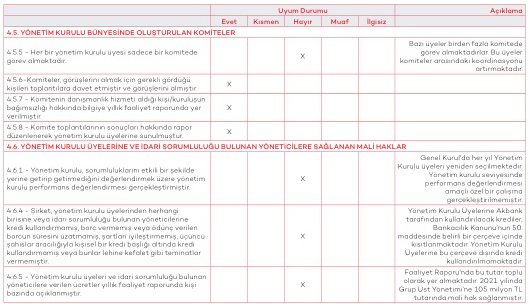 Uyum Durumu
Açıklama
Evet Kısmen Hayır Muaf İlgisiz
4.5. YÖNETİM KURULU BÜNYESİNDE OLUŞTURULAN KOMİTELER
4.5.5 - Her bir yönetim kurulu üyesi sadece bir komitede
görev almaktadır.
X
Bazı üyeler birden fazla komitede
görev almaktadırlar. Bu üyeler
komiteler arasındaki koordinasyonu
artırmaktadır.
4.5.6-Komiteler, görüşlerini almak için gerekli gördüğü
kişileri toplantılara davet etmiştir ve görüşlerini almıştır.
X
4.5.7 - Komitenin danışmanlık hizmeti aldığı kişi/kuruluşun
bağımsızlığı hakkında bilgiye yıllık faaliyet raporunda yer
verilmiştir.
X
4.5.8 - Komite toplantılarının sonuçları hakkında rapor
düzenlenerek yönetim kurulu üyelerine sunulmuştur.
X
4.6. YÖNETİM KURULU ÜYELERİNE VE İDARİ SORUMLULUĞU BULUNAN YÖNETİCİLERE SAĞLANAN MALİ HAKLAR
4.6.1 - Yönetim kurulu, sorumluluklarını etkili bir şekilde
yerine getirip getirmediğini değerlendirmek üzere yönetim
kurulu performans değerlendirmesi gerçekleştirmiştir.
X
Genel Kurul'da her yıl Yönetim
Kurulu üyeleri yeniden seçilmektedir.
Yönetim kurulu seviyesinde
performans değerlendirmesi
amaçlı özel bir çalışma
gerçekleştirilmemiştir.
4.6.4 - Şirket, yönetim kurulu üyelerinden herhangi
birisine veya idari sorumluluğu bulunan yöneticilerine
kredi kullandırmamış, borç vermemiş veya ödünç verilen
borcun süresini uzatmamış, şartları iyileştirmemiş, üçüncü
şahıslar aracılığıyla kişisel bir kredi başlığı altında kredi
kullandırmamış veya bunlar lehine kefalet gibi teminatlar
vermemiştir.
X
Yönetim Kurulu Üyelerine Akbank
tarafından kullandırılacak krediler,
Bankacılık Kanunu'nun 50.
maddesinde belirli bir çerçeve içinde
kısıtlanmaktadır. Yönetim Kurulu
Üyelerine bu çerçeve dışında kredi
kullandırılmamaktadır.
4.6.5 - Yönetim kurulu üyeleri ve idari sorumluluğu bulunan
yöneticilere verilen ücretler yıllık faaliyet raporunda kişi
bazında açıklanmıştır.
X
Faaliyet Raporu'nda bu tutar toplu
olarak yer almaktadır. 2021 yılında
Grup Üst Yönetimi'ne 105 milyon TL
tutarında mali hak sağlanmıştır.